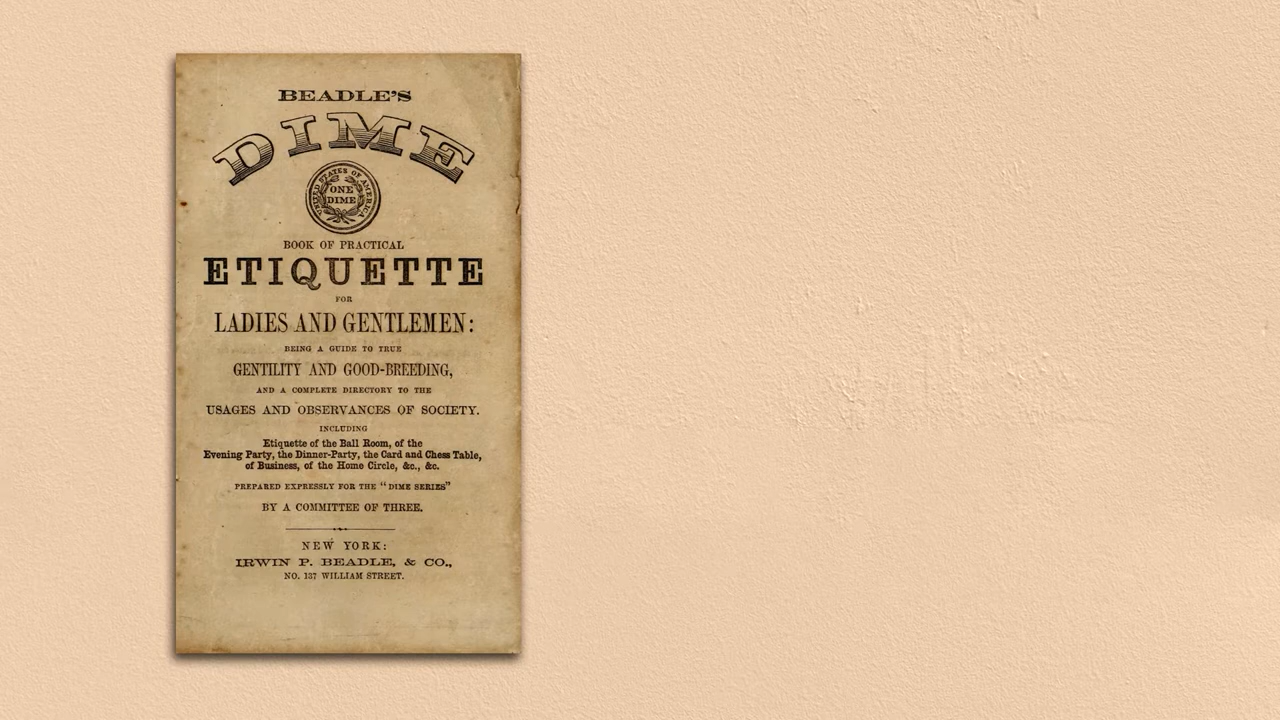 BEADLE'S
DIME
UNITED STATES OF AMERICA
ONE
DIME
BOOK OF PRACTICAL
ETIQUETTE
FOR
LADIES AND GENTLEMEN:
BEING A GUIDE TO TRUE
GENTILITY AND GOOD-BREEDING,
AND A COMPLETE DIRECTORY TO THE
USAGES AND OBSERVANCES OF SOCIETY.
INCLUDING
Etiquette of the Ball Room, of the
Evening Party, the Dinner-Party, the Card and Chess Table,
of Business, of the Home Circle, &c., &c.
PREPARED EXPRESSLY FOR THE "DIME SERIES"
BY A COMMITTEE OF THREE.
NEW YORK:
IRWIN P. BEADLE, & CO.,
NO. 137 WILLIAM STREET.